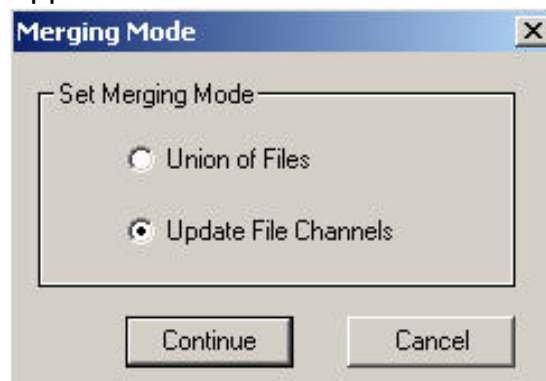 Merging Mode
Set Merging Mode
Union of Files
Update File Channels
Continue Cancel